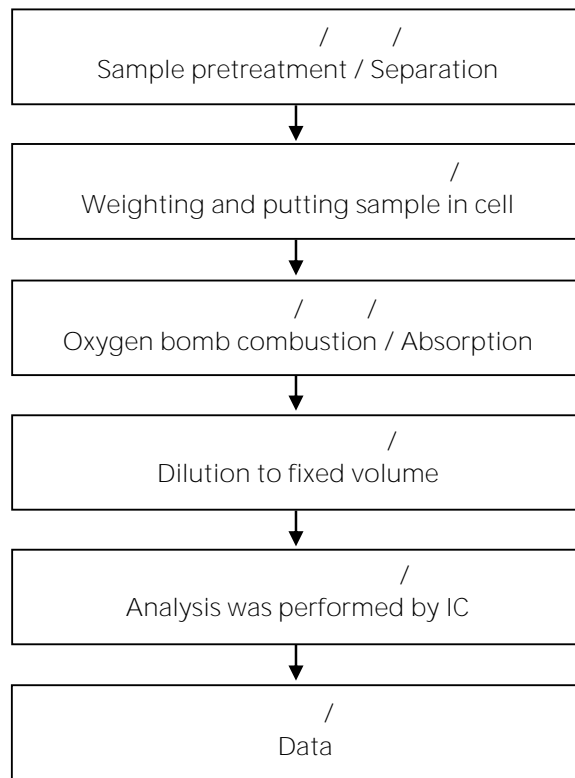 / /
Sample pretreatment / Separation
/
Weighting and putting sample in cell
/ /
Oxygen bomb combustion / Absorption
/
Dilution to fixed volume
/
Analysis was performed by IC
/
Data